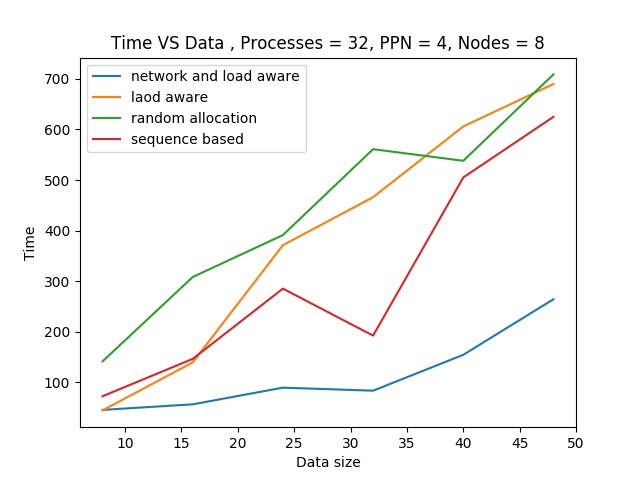 Time VS Data , Processes = 32, PPN = 4, Nodes = 8
network and load aware
laod aware
random allocation
sequence based
700
600
500
400
300
200
100
Time
10 15 20 25 30 35 40 45 50
Data size